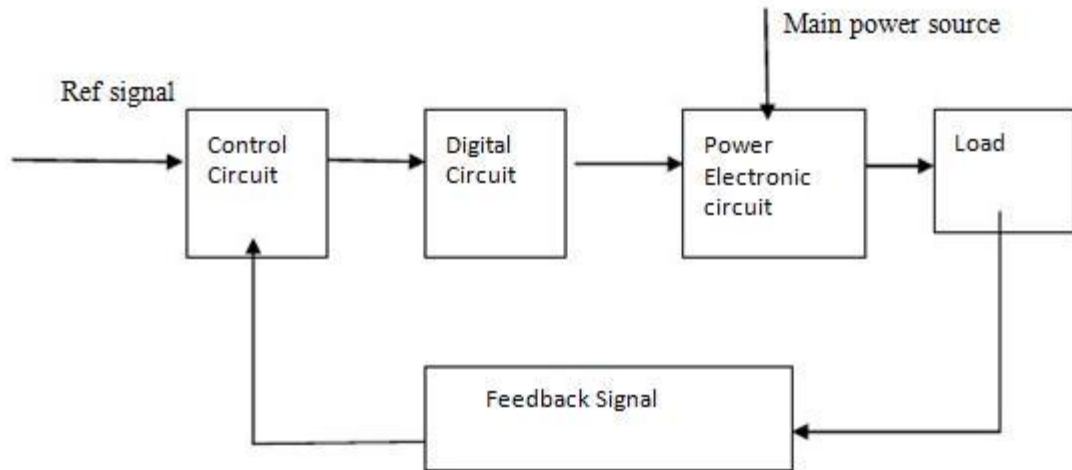 Main power source
Ref signal
Control
Circuit
Digital
Circuit
Power
Electronic
circuit
Load
Feedback Signal